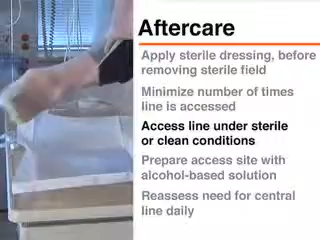 Aftercare
Apply sterile dressing, before
removing sterile field
Minimize number of times
line is accessed
Access line under sterile
or clean conditions
Prepare access site with
alcohol-based solution
Reassess need for central
line daily